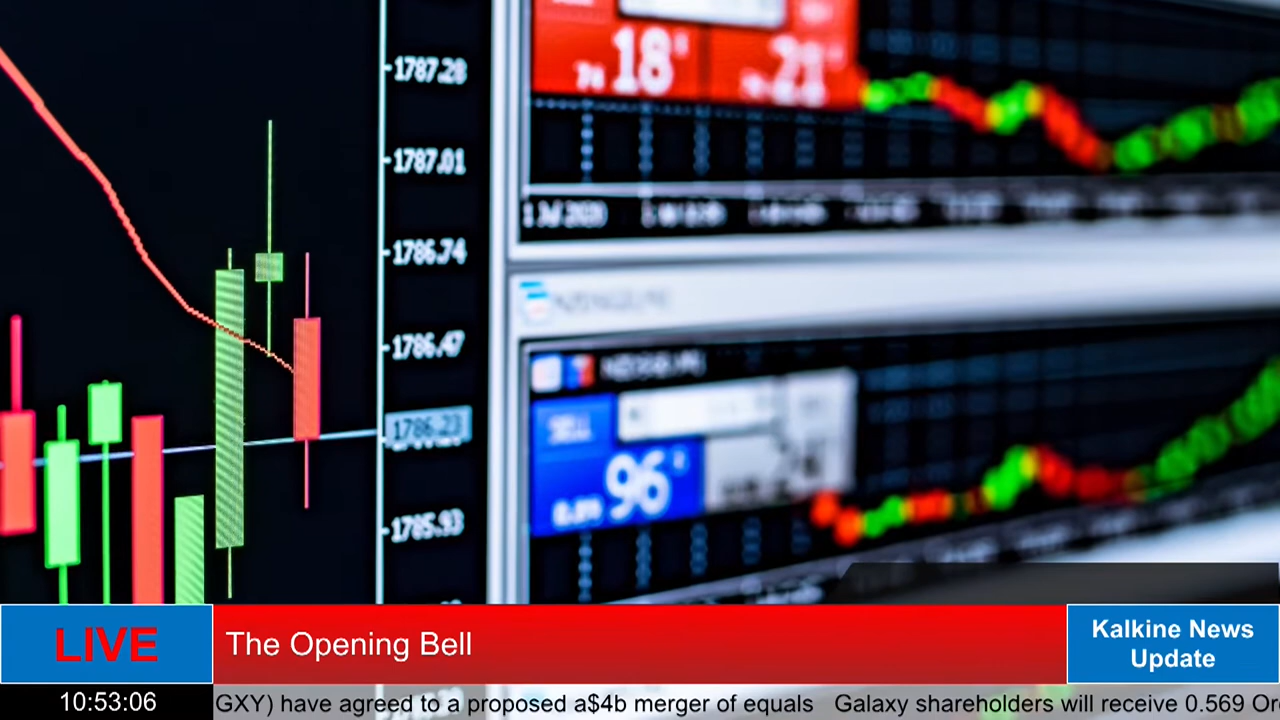 1787.28
1787.01
1786.74
1786.47
1786.23
1785.93
18
21
SELL
96
LIVE
The Opening Bell
Kalkine News
Update
10:53:06
GXY) have agreed to a proposed a$4b merger of equals Galaxy shareholders will receive 0.569 Or